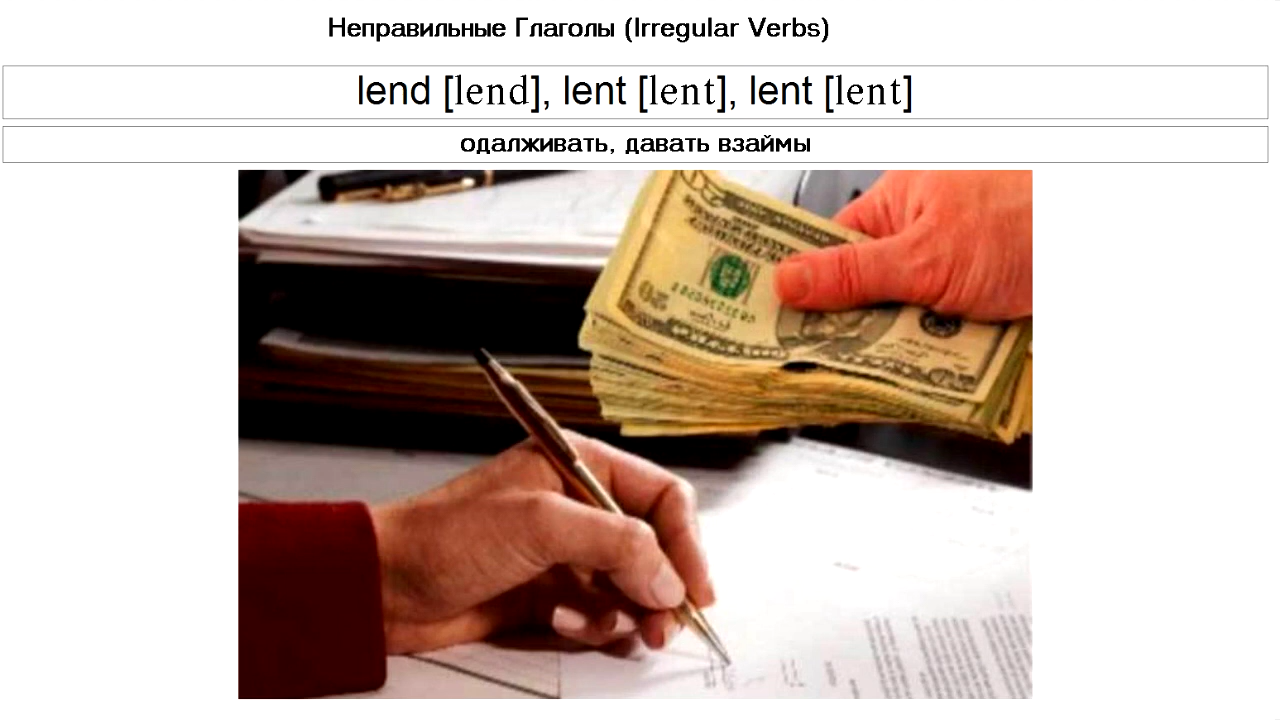 Неправильные Глаголы (Irregular Verbs)
lend [lend], lent [lent], lent [lent]
одалживать, давать взаймы